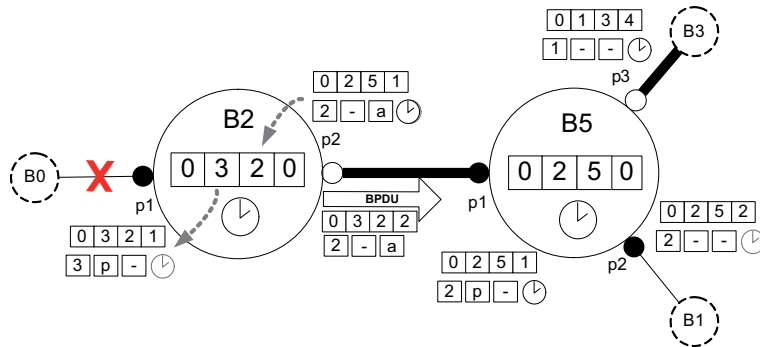 0 1 3 4
1 - -
B3
p3
0 2 5 1
2 - a
B2
p2
B5
0 3 2 0
0 2 5 0
B0
X
p1
BPDU
p1
0 3 2 2
2 - a
0 3 2 1
3 p -
0 2 5 2
2 - -
p2
0 2 5 1
2 p -
B1